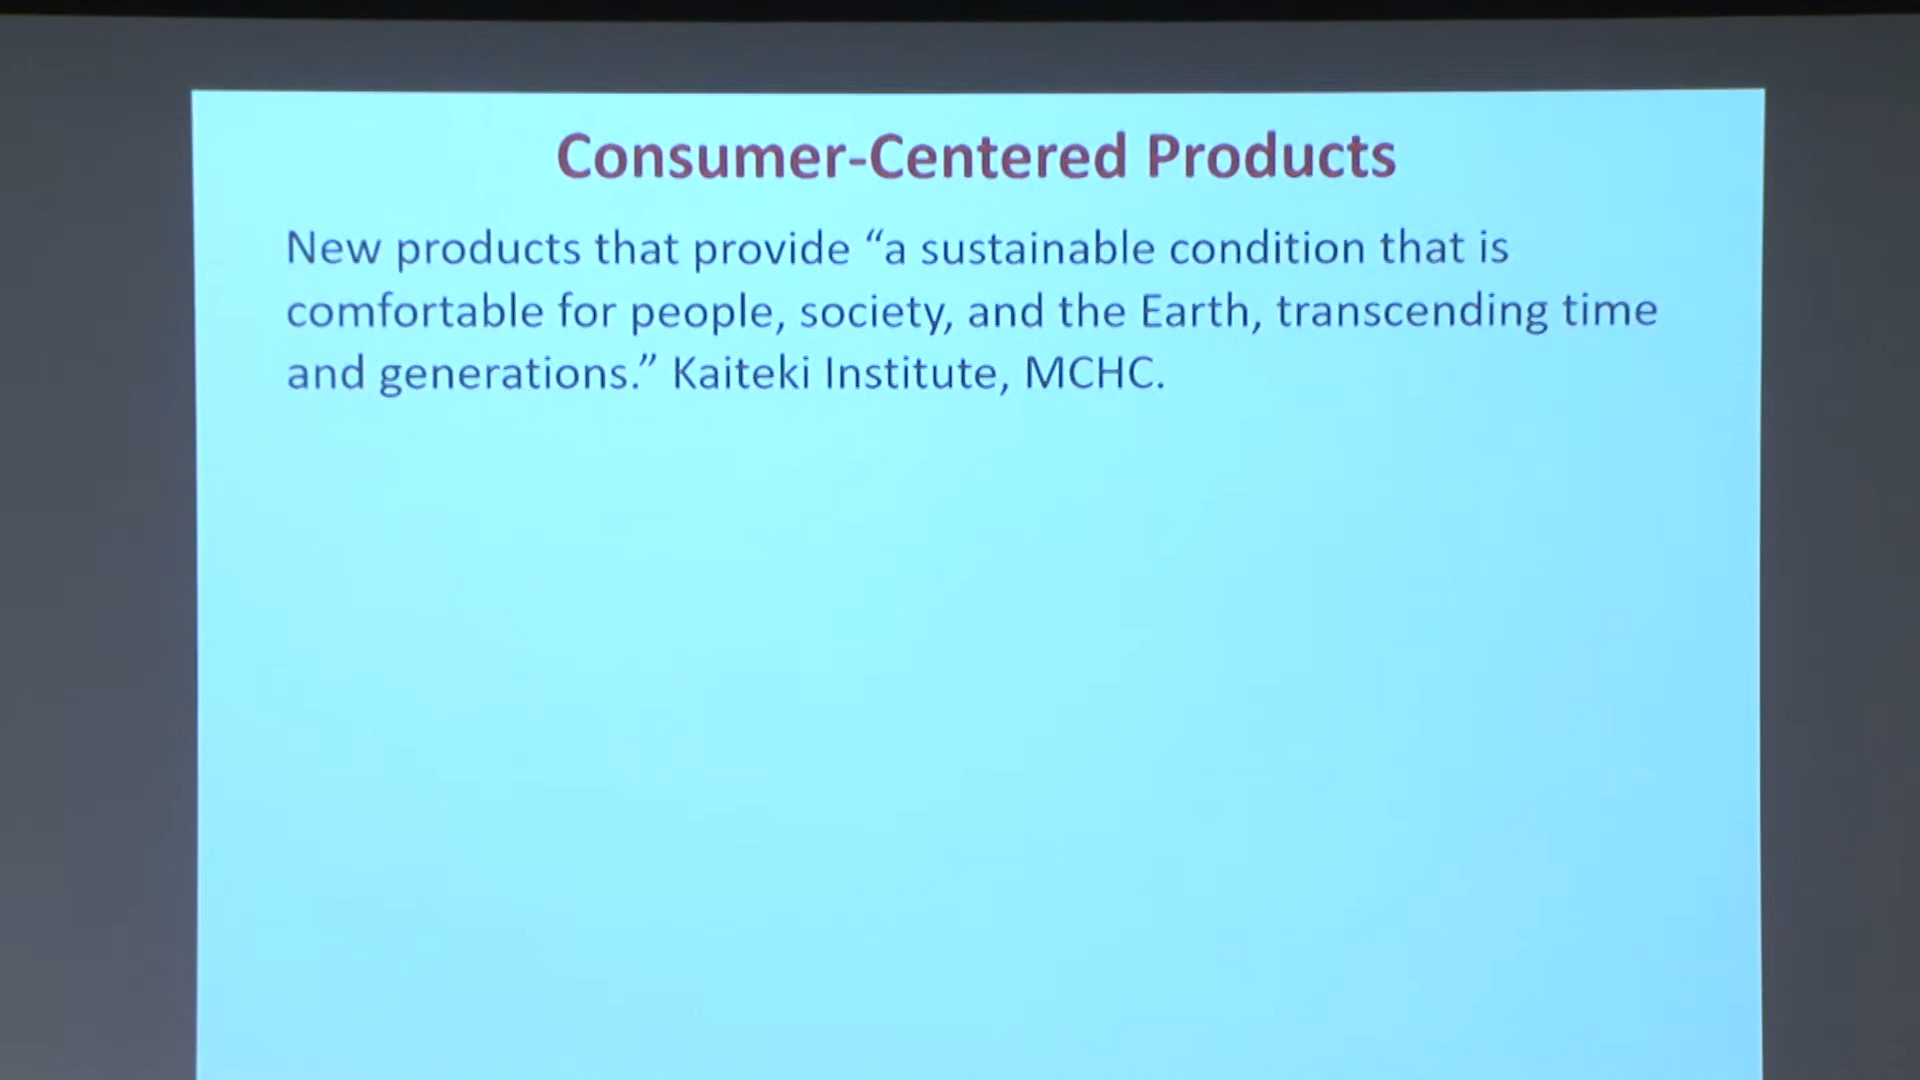 Consumer-Centered Products
New products that provide “a sustainable condition that is
comfortable for people, society, and the Earth, transcending time
and generations.” Kaiteki Institute, MCHC.